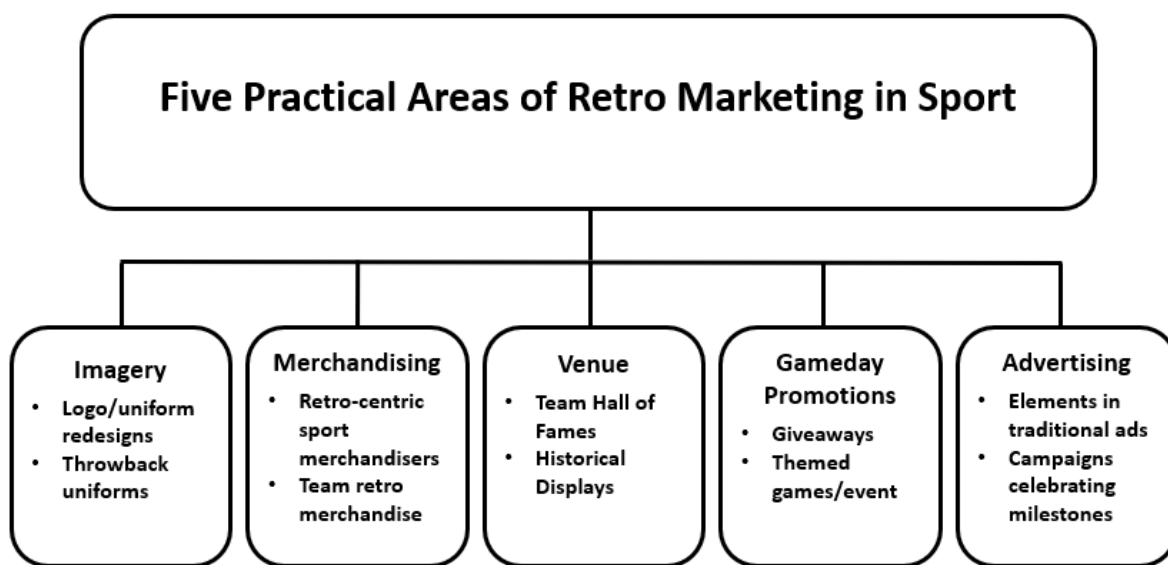 Five Practical Areas of Retro Marketing in Sport
Imagery
• Logo/uniform
redesigns
• Throwback
uniforms
Merchandising
• Retro-centric
sport
merchandisers
• Team retro
merchandise
Venue
• Team Hall of
Fames
• Historical
Displays
Gameday
Promotions
• Giveaways
• Themed
games/event
Advertising
• Elements in
traditional ads
• Campaigns
celebrating
milestones